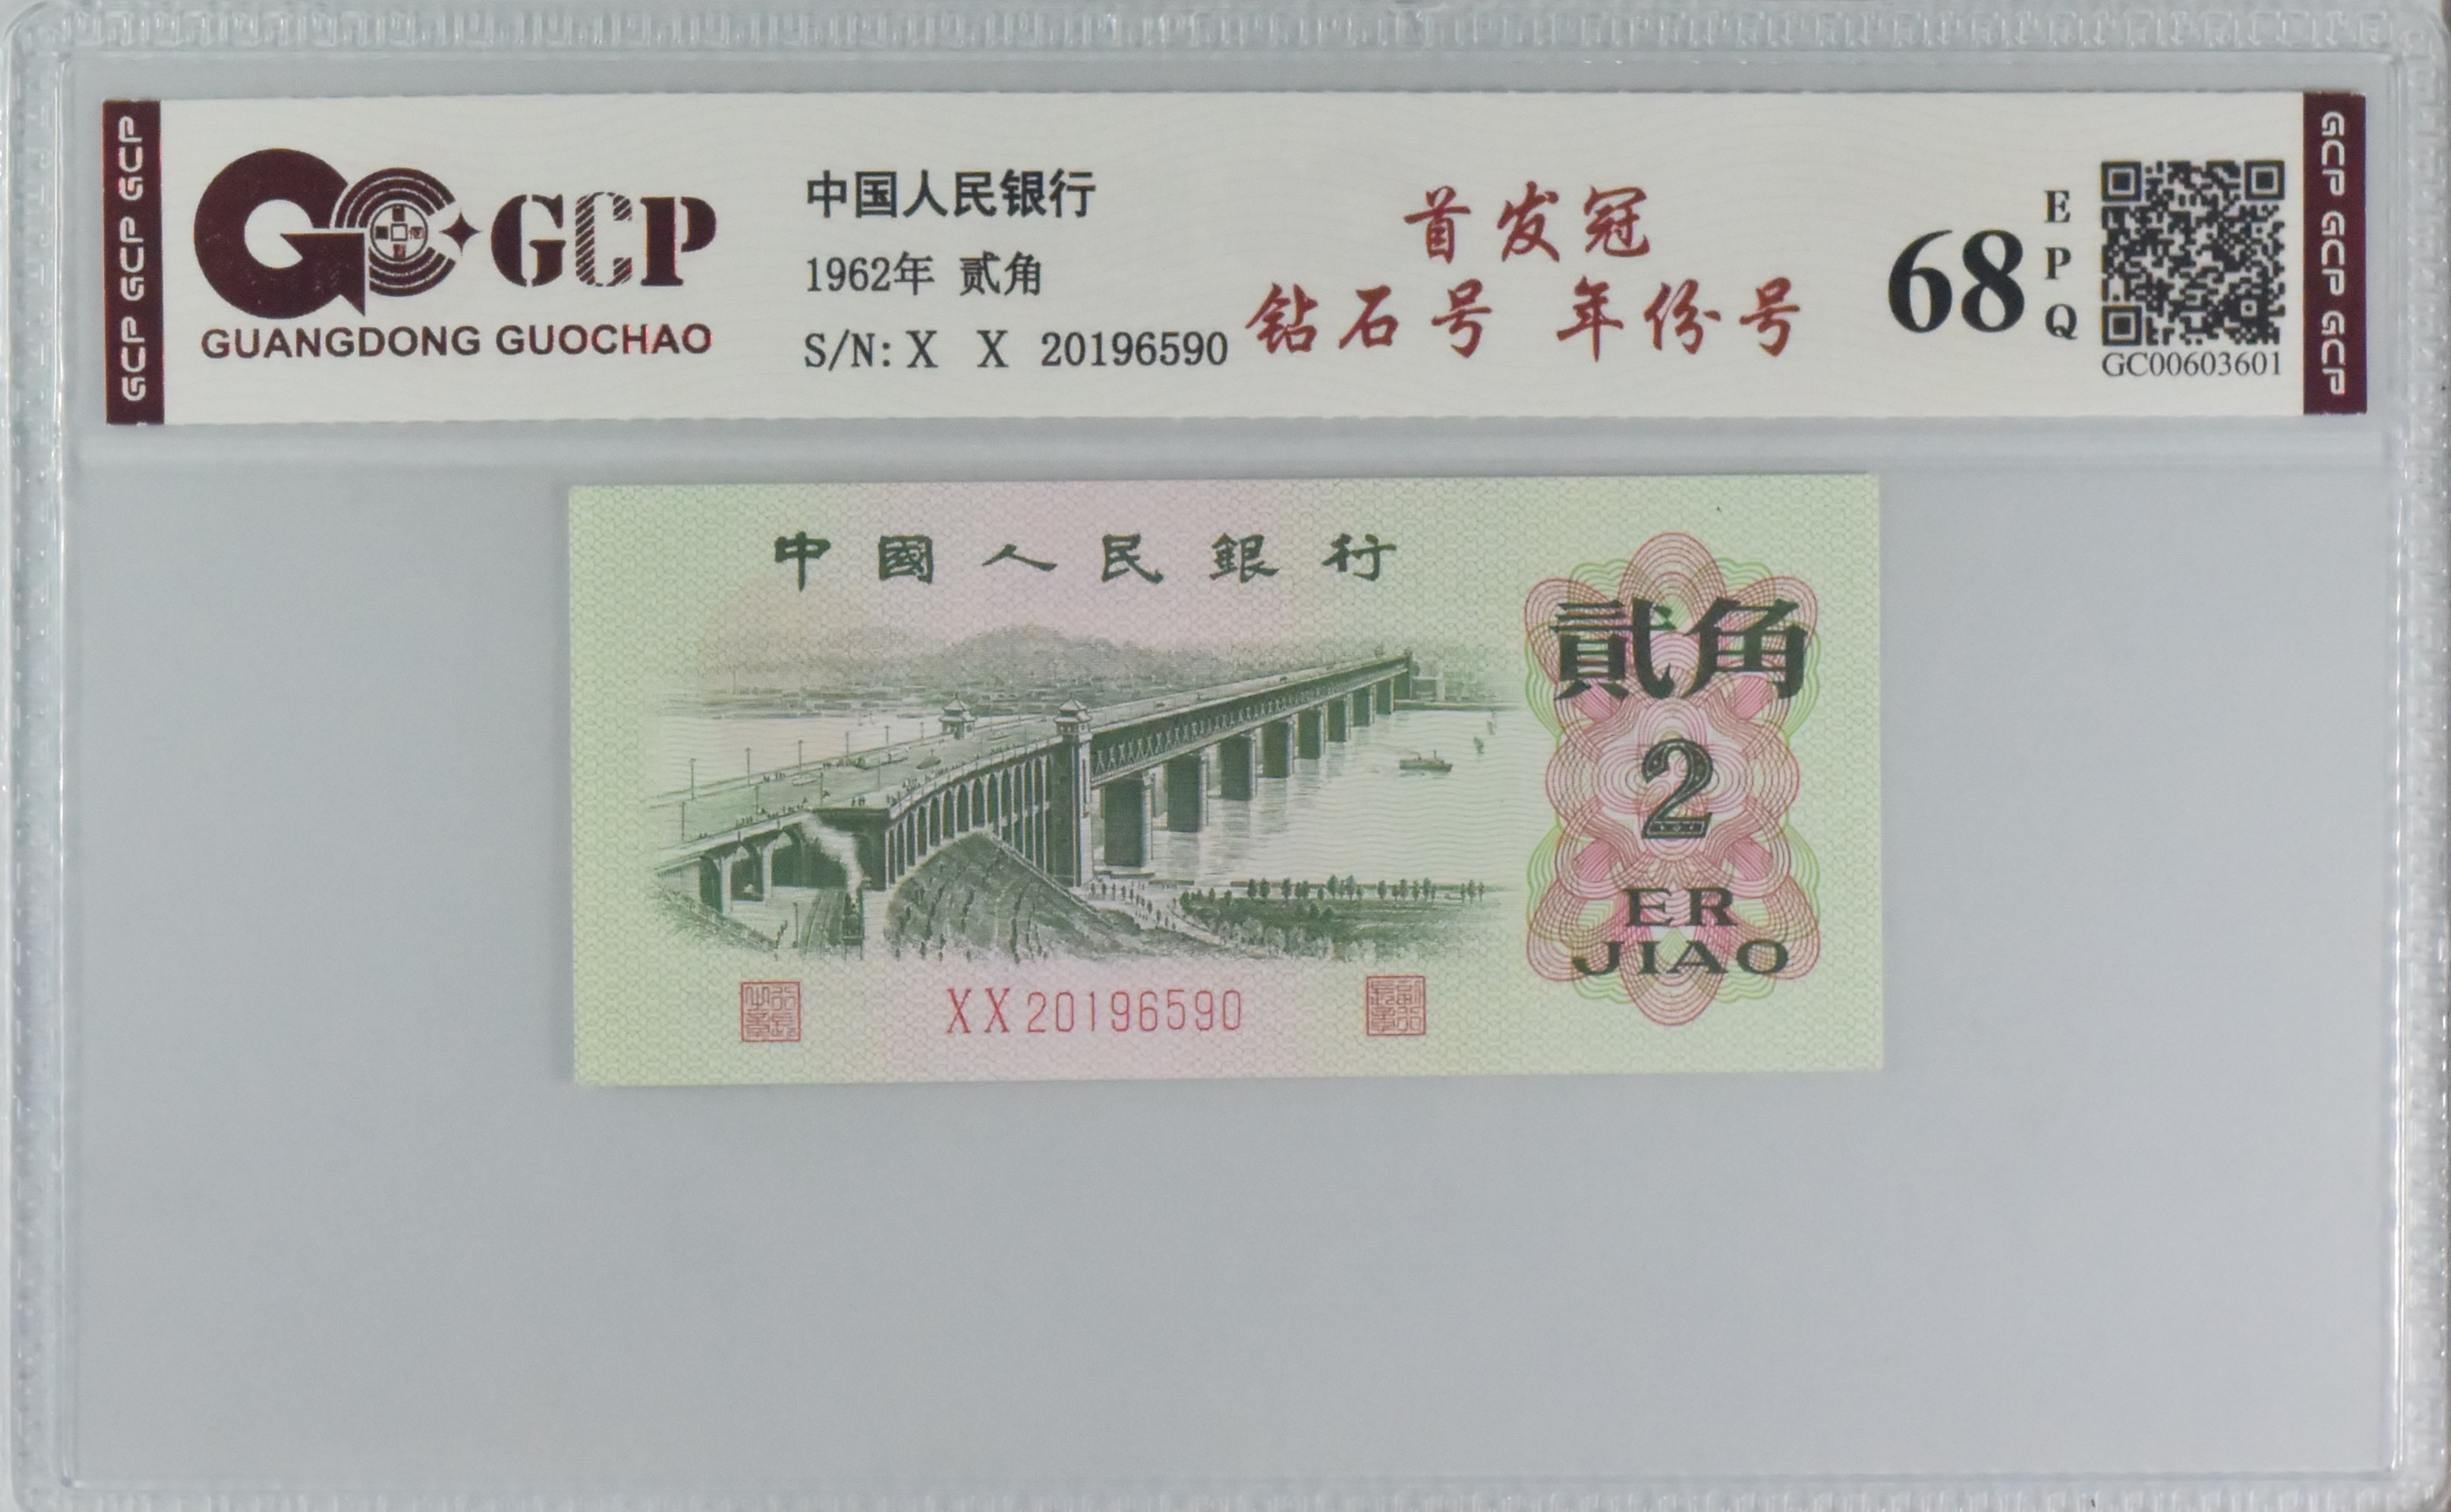 GCP GCP GCP
GCP
GUANGDONG GUOCHAO
中国人民银行
1962年 贰角
S/N: X X 20196590
首发冠
钻石号 年份号
68
EPQ
GC00603601
GCP GCP GCP
中國人民銀行
貳角
2
ER
JIAO
XX20196590